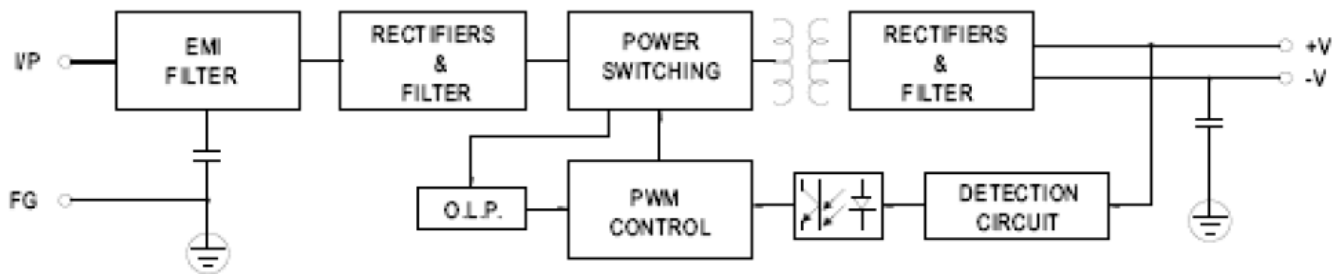 I/P
EMI
FILTER
RECTIFIERS
&
FILTER
POWER
SWITCHING
RECTIFIERS
&
FILTER
+V
-V
FG
O.L.P.
PWM
CONTROL
DETECTION
CIRCUIT